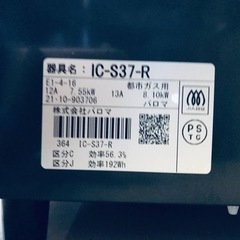 器具名: IC-S37-R
E1-4-16 都市ガス用
12A 7.55kW 13A 8.10kW
21･10-903706 パロマ
株式会社パロマ
364 IC-S37-R
区分C 効率56.3%
区分J 効率192Wh
PS
TG